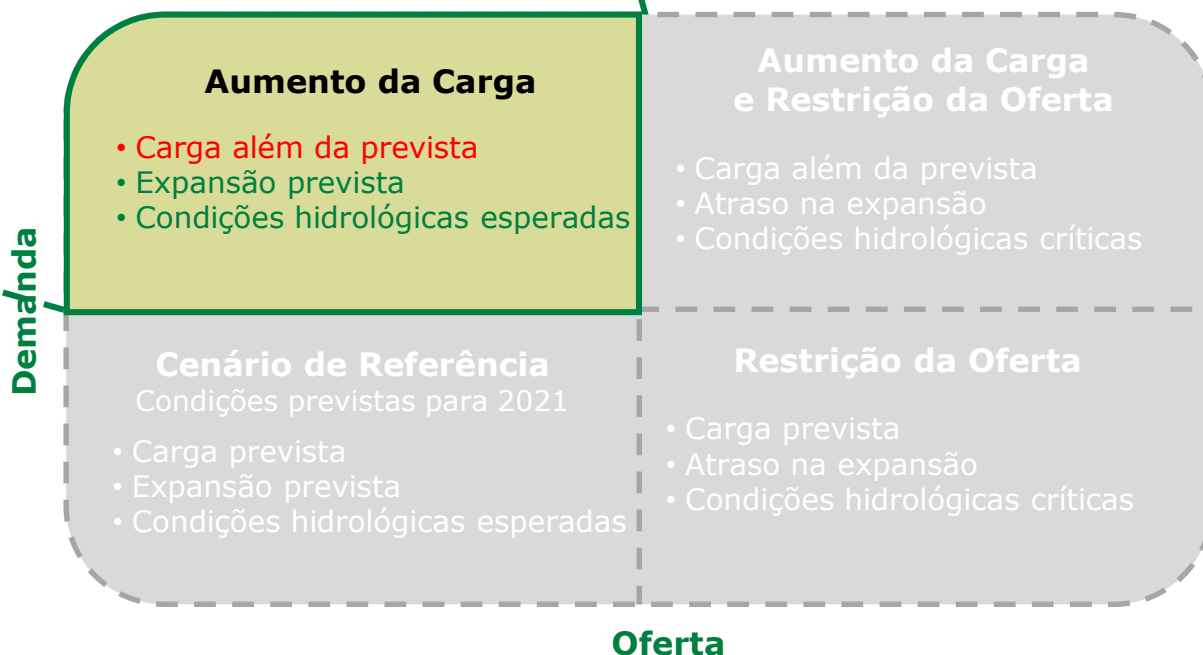 Aumento da Carga
• Carga além da prevista
• Expansão prevista
• Condições hidrológicas esperadas
Aumento da Carga
e Restrição da Oferta
• Carga além da prevista
• Atraso na expansão
• Condições hidrológicas críticas
Demanda
Cenário de Referência
Condições previstas para 2021
• Carga prevista
• Expansão prevista
• Condições hidrológicas esperadas
Restrição da Oferta
• Carga prevista
• Atraso na expansão
• Condições hidrológicas críticas
Oferta